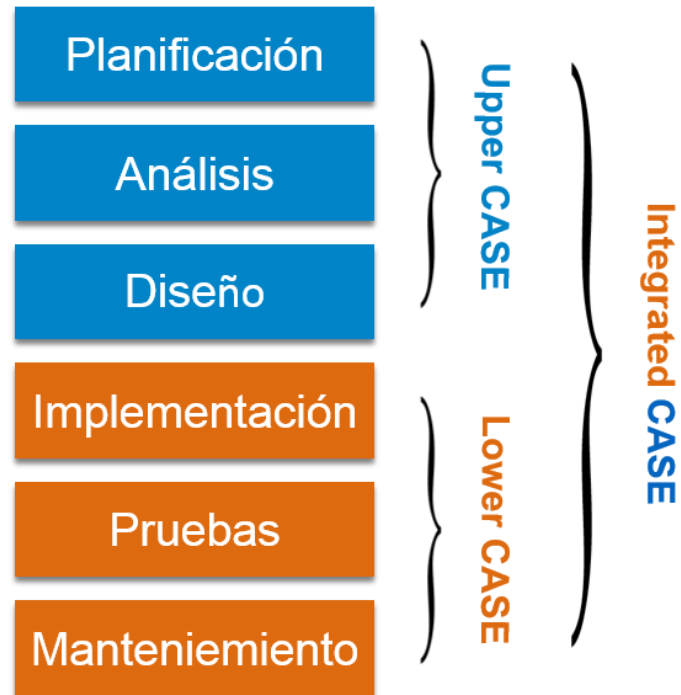 Planificación
Análisis
Diseño
Implementación
Pruebas
Manteniemiento
Upper CASE
Lower CASE
Integrated CASE